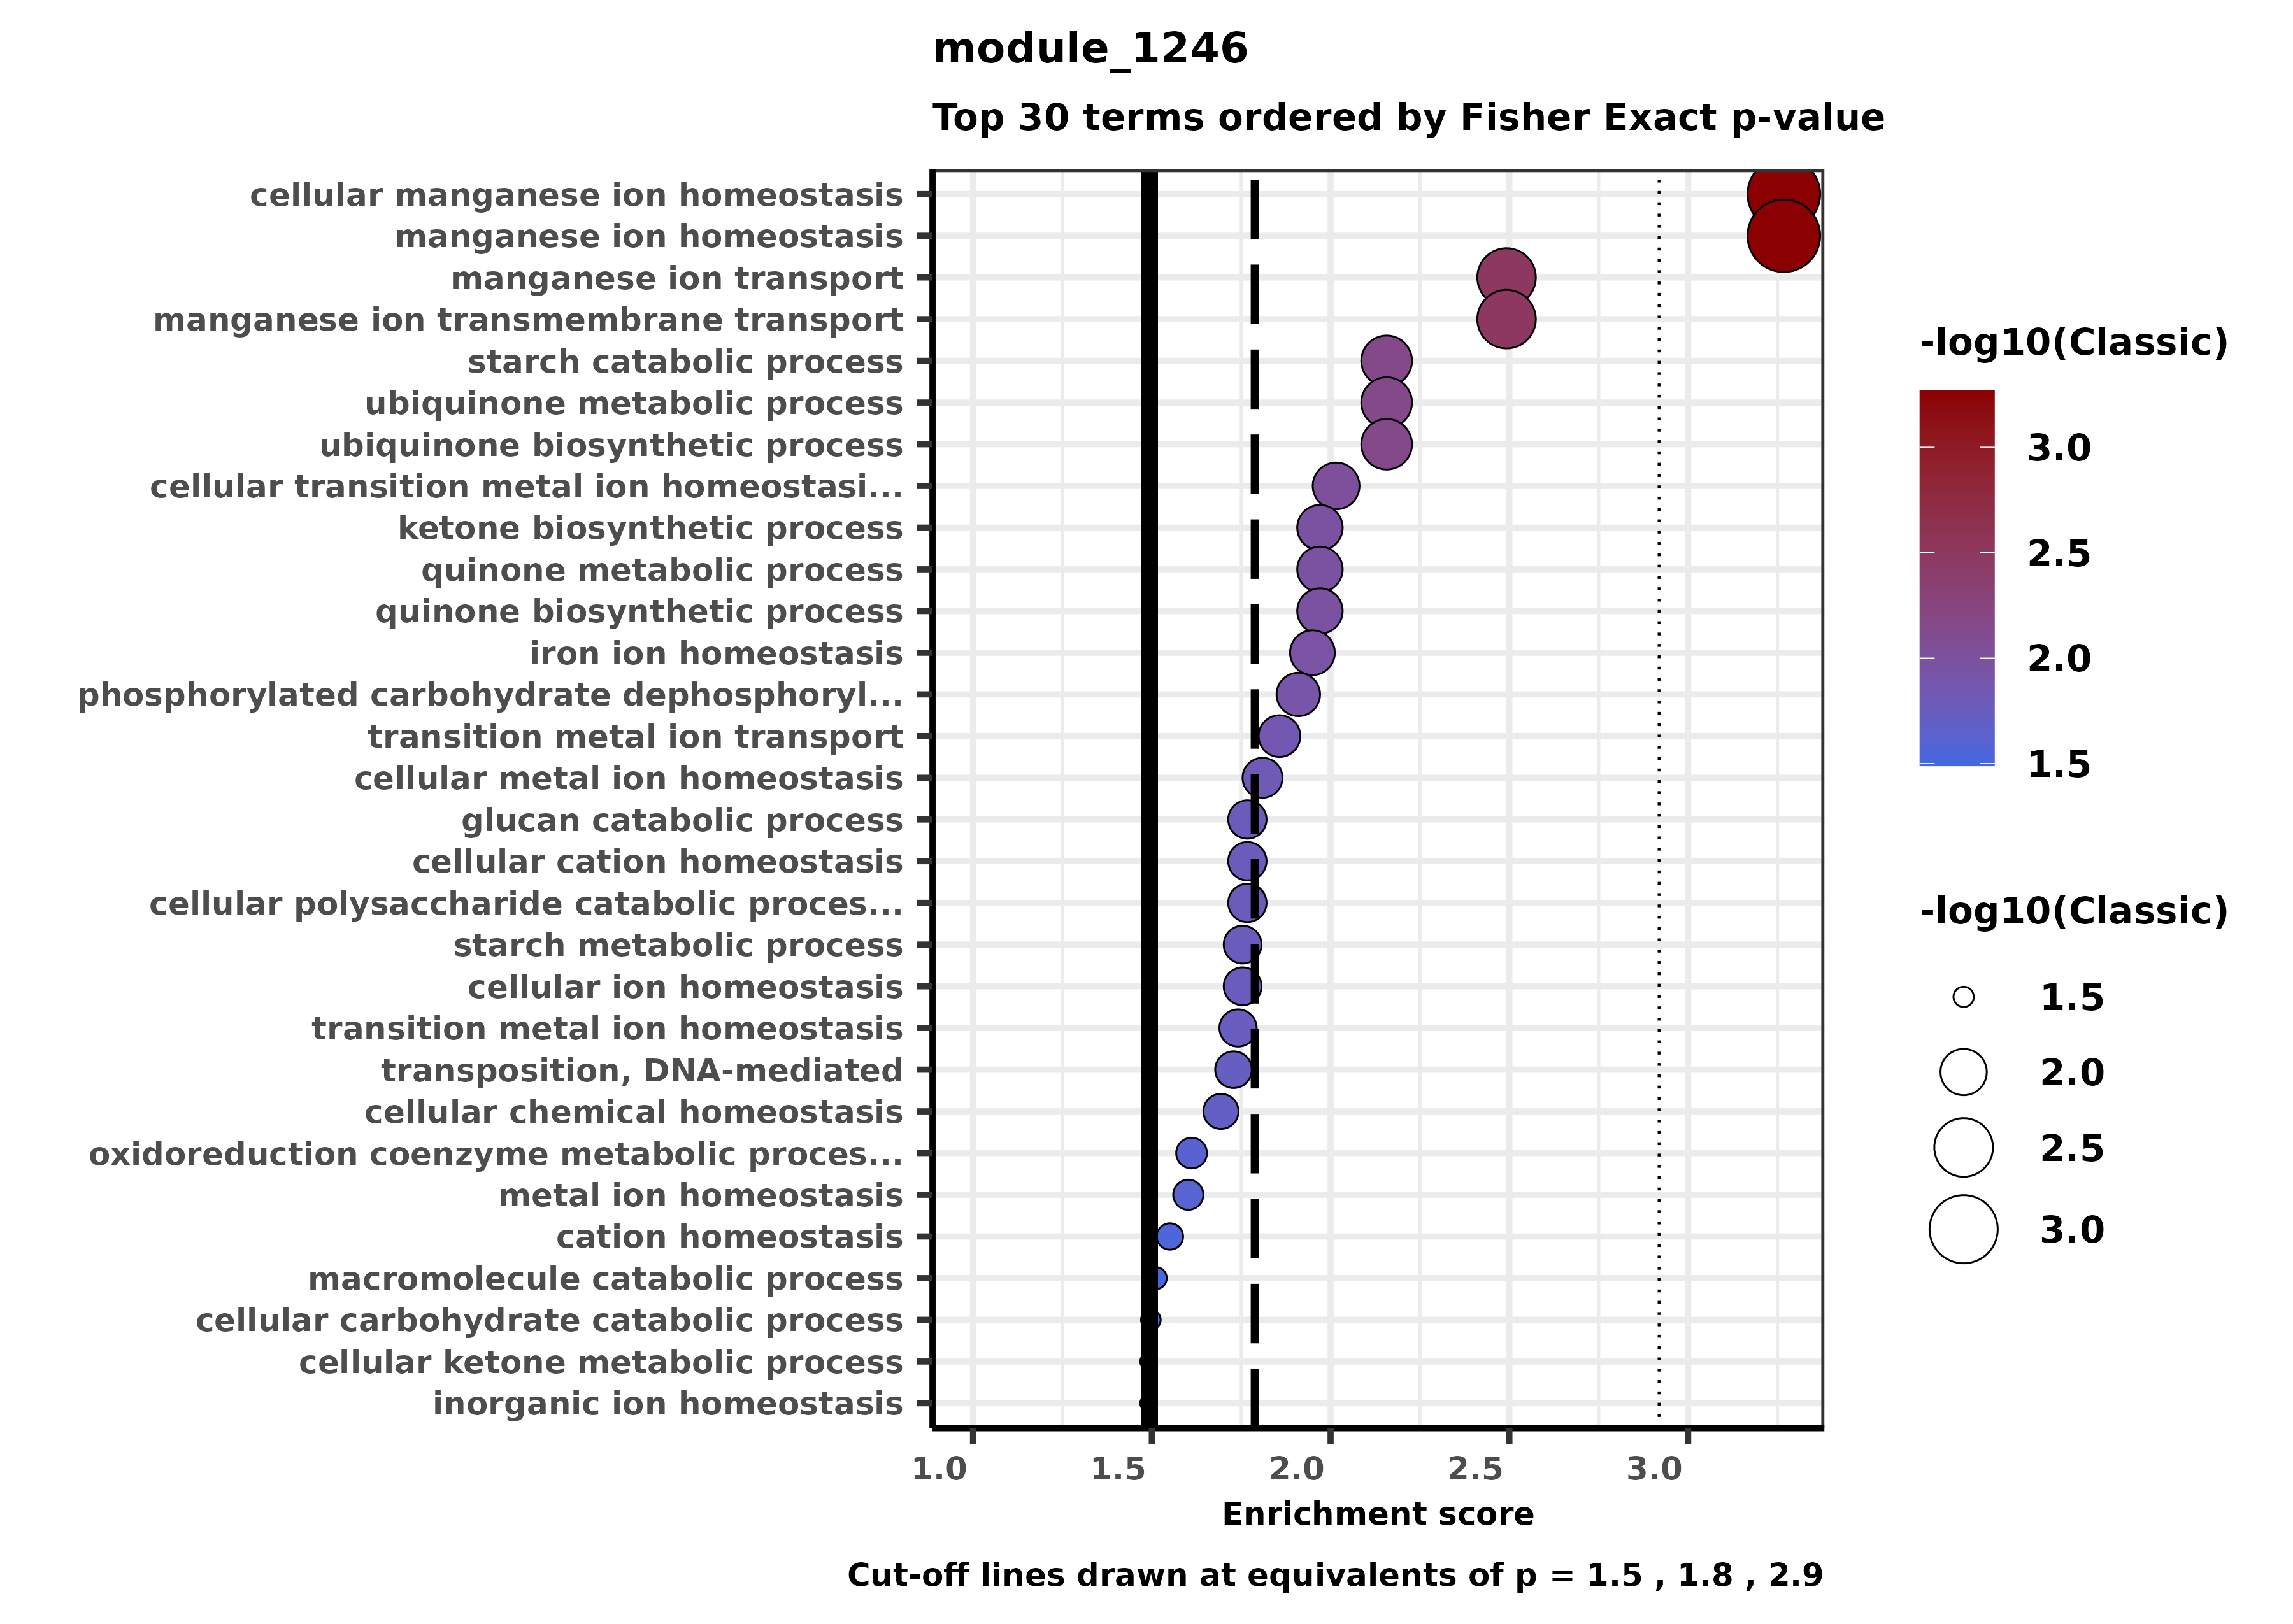 module_1246
Top 30 terms ordered by Fisher Exact p-value
cellular manganese ion homeostasis
manganese ion homeostasis
manganese ion transport
manganese ion transmembrane transport
starch catabolic process
ubiquinone metabolic process
ubiquinone biosynthetic process
cellular transition metal ion homeostasi...
ketone biosynthetic process
quinone metabolic process
quinone biosynthetic process
iron ion homeostasis
phosphorylated carbohydrate dephosphoryl...
transition metal ion transport
cellular metal ion homeostasis
glucan catabolic process
cellular cation homeostasis
cellular polysaccharide catabolic proces...
starch metabolic process
cellular ion homeostasis
transition metal ion homeostasis
transposition, DNA-mediated
cellular chemical homeostasis
oxidoreduction coenzyme metabolic proces...
metal ion homeostasis
cation homeostasis
macromolecule catabolic process
cellular carbohydrate catabolic process
cellular ketone metabolic process
inorganic ion homeostasis
1.0 1.5 2.0 2.5 3.0
Enrichment score
Cut-off lines drawn at equivalents of p = 1.5 , 1.8 , 2.9
-log10(Classic)
3.0
2.5
2.0
1.5
-log10(Classic)
1.5
2.0
2.5
3.0